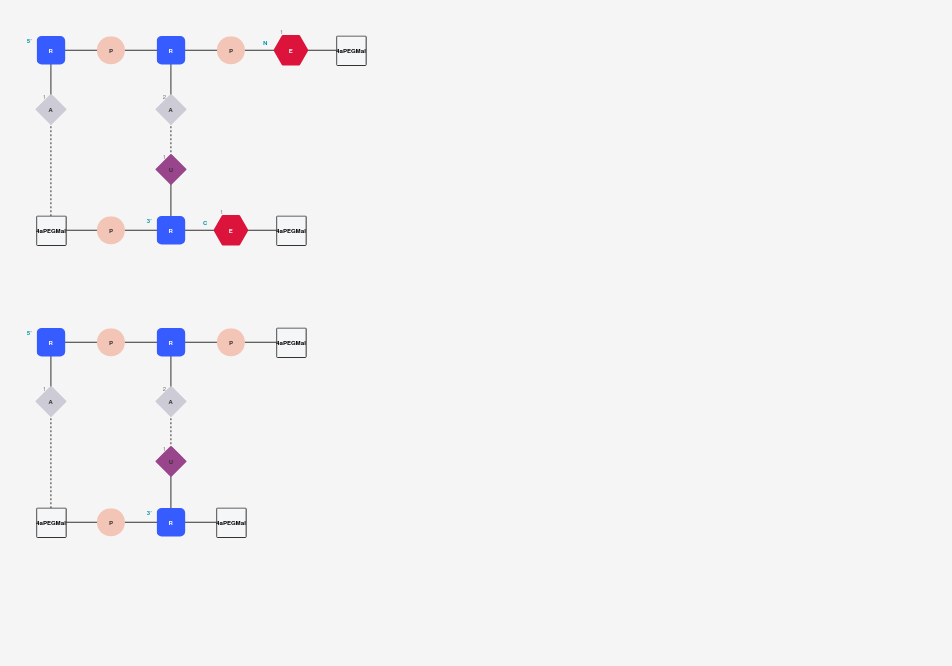 1
5' R P R P N E 4aPEGMal
1 2
A A
1
U
1
3' C
4aPEGMal P R E 4aPEGMal
5' R P R P 4aPEGMal
1 2
A A
1
U
3'
4aPEGMal P R 4aPEGMal